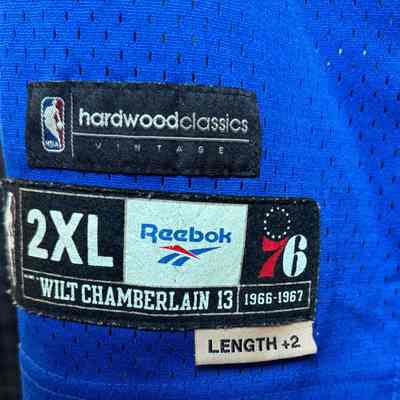 NBA
hardwoodclassics
VINTAGE
2XL
Reebok
76
WILT CHAMBERLAIN 13
1966-1967
LENGTH +2